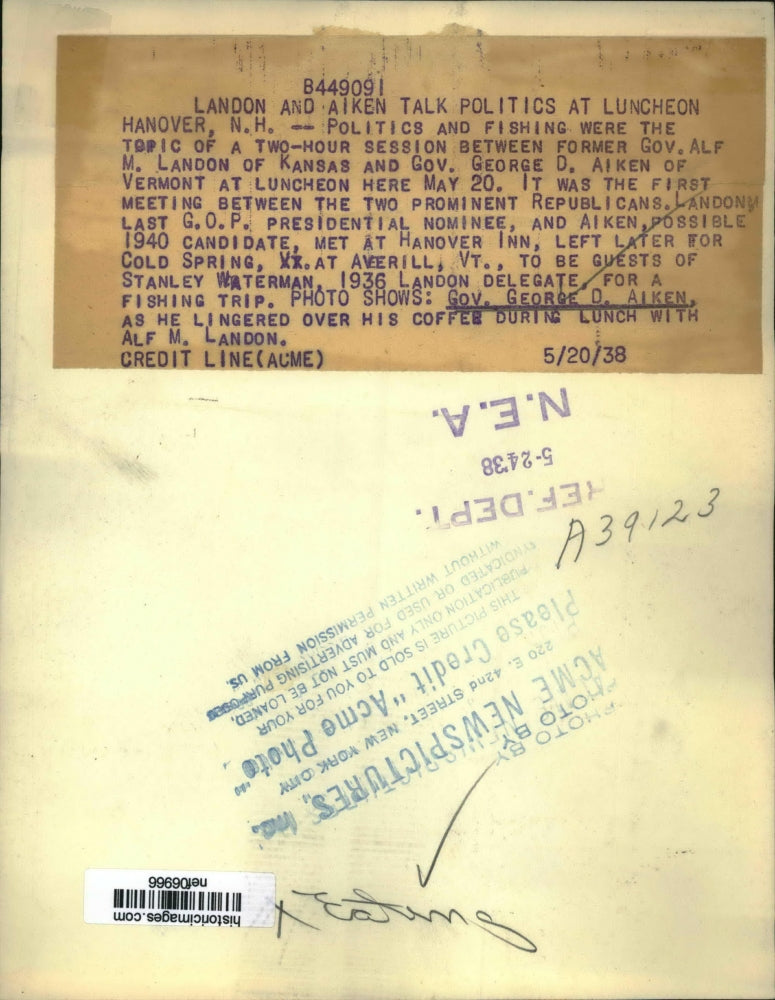 B449091
LANDON AND AIKEN TALK POLITICS AT LUNCHEON
HANOVER, N.H. -- POLITICS AND FISHING WERE THE
TOPIC OF A TWO-HOUR SESSION BETWEEN FORMER GOV. ALF
M. LANDON OF KANSAS AND GOV. GEORGE D. AIKEN OF
VERMONT AT LUNCHEON HERE MAY 20. IT WAS THE FIRST
MEETING BETWEEN THE TWO PROMINENT REPUBLICANS. LANDON,
LAST G.O.P. PRESIDENTIAL NOMINEE, AND AIKEN, POSSIBLE
1940 CANDIDATE, MET AT HANOVER INN, LEFT LATER FOR
COLD SPRING, AT AVERILL, VT., TO BE GUESTS OF
STANLEY WATERMAN, 1936 LANDON DELEGATE, FOR A
FISHING TRIP. PHOTO SHOWS: GOV. GEORGE D. AIKEN,
AS HE LINGERED OVER HIS COFFEE DURING LUNCH WITH
ALF M. LANDON.
CREDIT LINE(ACME) 5/20/38
N.E.A.
5-24'38
REF. DEPT.
A39123
PHOTO BY
ACME NEWSPICTURES, Inc.
220 E. 42nd STREET, NEW YORK CITY
Please Credit "Acme Photo"
THIS PICTURE IS SOLD TO YOU FOR YOUR
PUBLICATION ONLY AND MUST NOT BE LOANED,
SYNDICATED OR USED FOR ADVERTISING PURPOSES
WITHOUT WRITTEN PERMISSION FROM US
x Eating
historicimages.com
nef06966